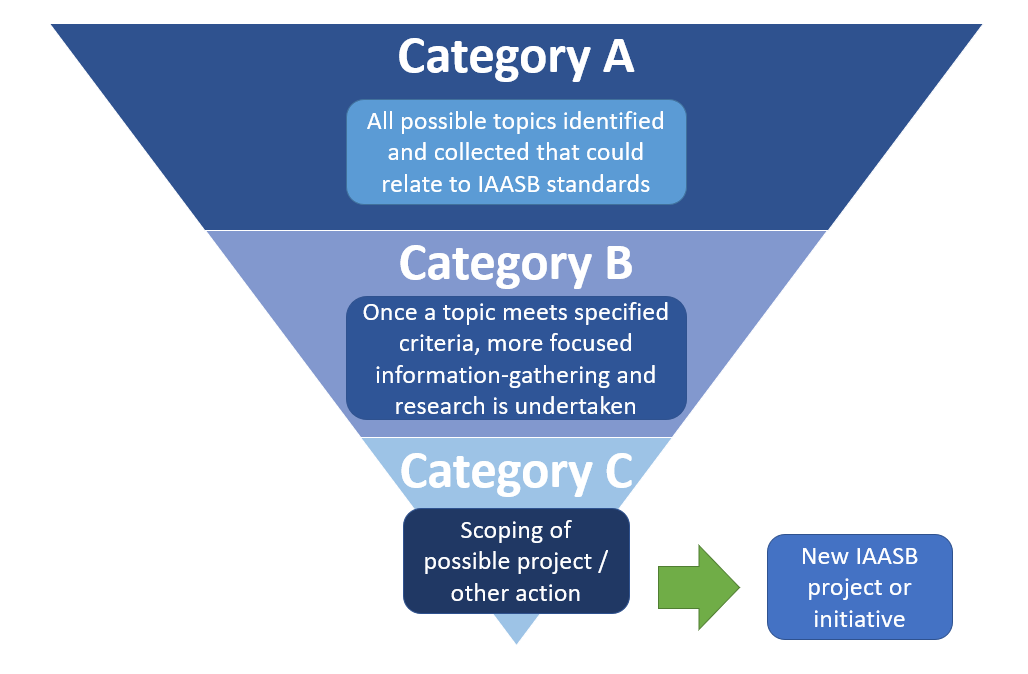 Category A
All possible topics identified
and collected that could
relate to IAASB standards
Category B
Once a topic meets specified
criteria, more focused
information-gathering and
research is undertaken
Category C
Scoping of
possible project /
other action
New IAASB
project or
initiative